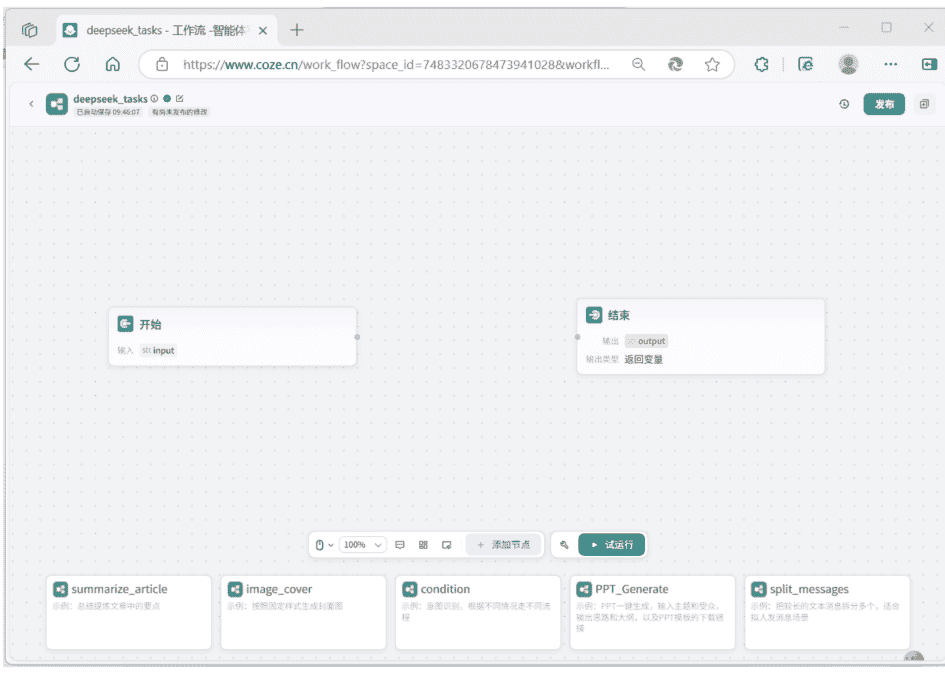 deepseek_tasks - 工作流 -智能体
https://www.coze.cn/work_flow?space_id=7483320678473941028&workfl...
deepseek_tasks
已自动保存 09:46:07 有尚未发布的修改
发布
开始
输入 str. input
结束
输出 output
输出类型 返回变量
100%
+ 添加节点
试运行
summarize_article
示例：总结提炼文章中的要点
image_cover
示例：按照固定样式生成封面图
condition
示例：意图识别，根据不同情况走不同流
程
PPT_Generate
示例：PPT一键生成，输入主题和受众，
输出思路和大纲，以及PPT模板的下载链
接
split_messages
示例：把较长的文本消息拆分多个，适合
拟人发消息场景